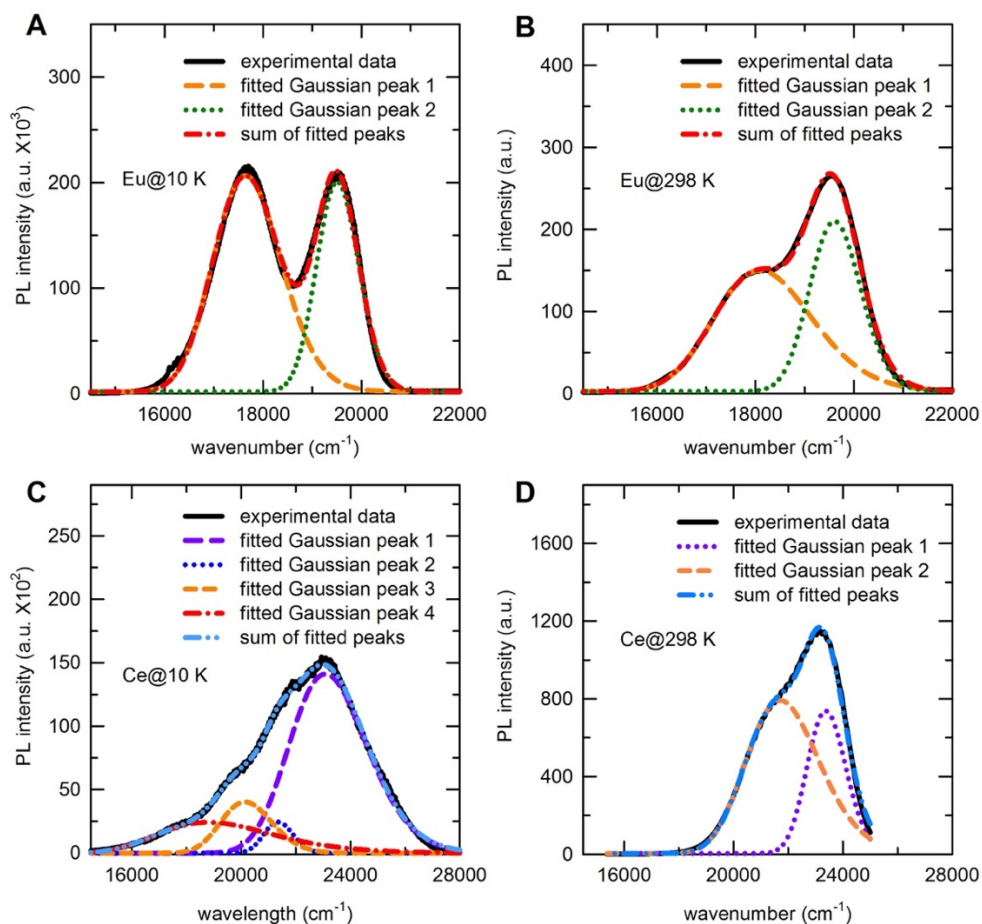 A
experimental data
fitted Gaussian peak 1
fitted Gaussian peak 2
sum of fitted peaks
Eu@10 K
PL intensity (a.u. X10³)
300
200
100
0
16000 18000 20000 22000
wavenumber (cm⁻¹)
B
experimental data
fitted Gaussian peak 1
fitted Gaussian peak 2
sum of fitted peaks
Eu@298 K
PL intensity (a.u.)
400
300
200
100
0
16000 18000 20000 22000
wavenumber (cm⁻¹)
C
experimental data
fitted Gaussian peak 1
fitted Gaussian peak 2
fitted Gaussian peak 3
fitted Gaussian peak 4
sum of fitted peaks
Ce@10 K
PL intensity (a.u. X10²)
250
200
150
100
50
0
16000 20000 24000 28000
wavelength (cm⁻¹)
D
experimental data
fitted Gaussian peak 1
fitted Gaussian peak 2
sum of fitted peaks
Ce@298 K
PL intensity (a.u.)
1600
1200
800
400
0
16000 20000 24000 28000
wavenumber (cm⁻¹)